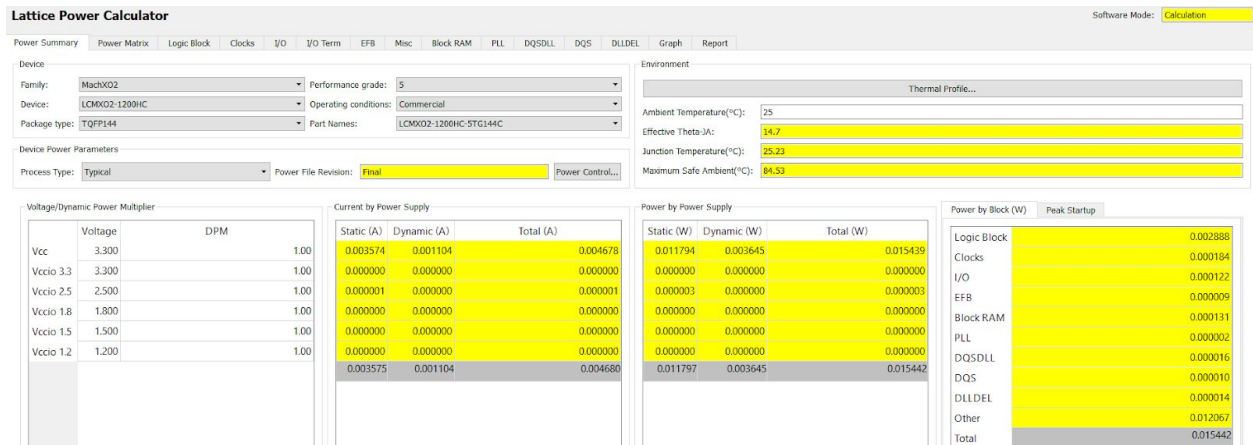 Lattice Power Calculator
Software Mode: Calculation
Power Summary Power Matrix Logic Block Clocks I/O I/O Term EFB Misc Block RAM PLL DQSDLL DQS DLLDEL Graph Report
Device
Family: MachXO2 Performance grade: 5
Device: LCMXO2-1200HC Operating conditions: Commercial
Package type: TQFP144 Part Names: LCMXO2-1200HC-5TG144C
Environment
Thermal Profile...
Ambient Temperature(°C): 25
Effective Theta-JA: 14.7
Junction Temperature(°C): 25.23
Maximum Safe Ambient(°C): 84.53
Device Power Parameters
Process Type: Typical Power File Revision: Final Power Control...
Voltage/Dynamic Power Multiplier
Voltage DPM
Vcc 3.300 1.00
Vccio 3.3 3.300 1.00
Vccio 2.5 2.500 1.00
Vccio 1.8 1.800 1.00
Vccio 1.5 1.500 1.00
Vccio 1.2 1.200 1.00
Current by Power Supply
Static (A) Dynamic (A) Total (A)
0.003574 0.001104 0.004678
0.000000 0.000000 0.000000
0.000001 0.000000 0.000001
0.000000 0.000000 0.000000
0.000000 0.000000 0.000000
0.000000 0.000000 0.000000
0.003575 0.001104 0.004680
Power by Power Supply
Static (W) Dynamic (W) Total (W)
0.011794 0.003645 0.015439
0.000000 0.000000 0.000000
0.000003 0.000000 0.000003
0.000000 0.000000 0.000000
0.000000 0.000000 0.000000
0.000000 0.000000 0.000000
0.011797 0.003645 0.015442
Power by Block (W) Peak Startup
Logic Block 0.002888
Clocks 0.000184
I/O 0.000122
EFB 0.000009
Block RAM 0.000131
PLL 0.000002
DQSDLL 0.000016
DQS 0.000010
DLLDEL 0.000014
Other 0.012067
Total 0.015442